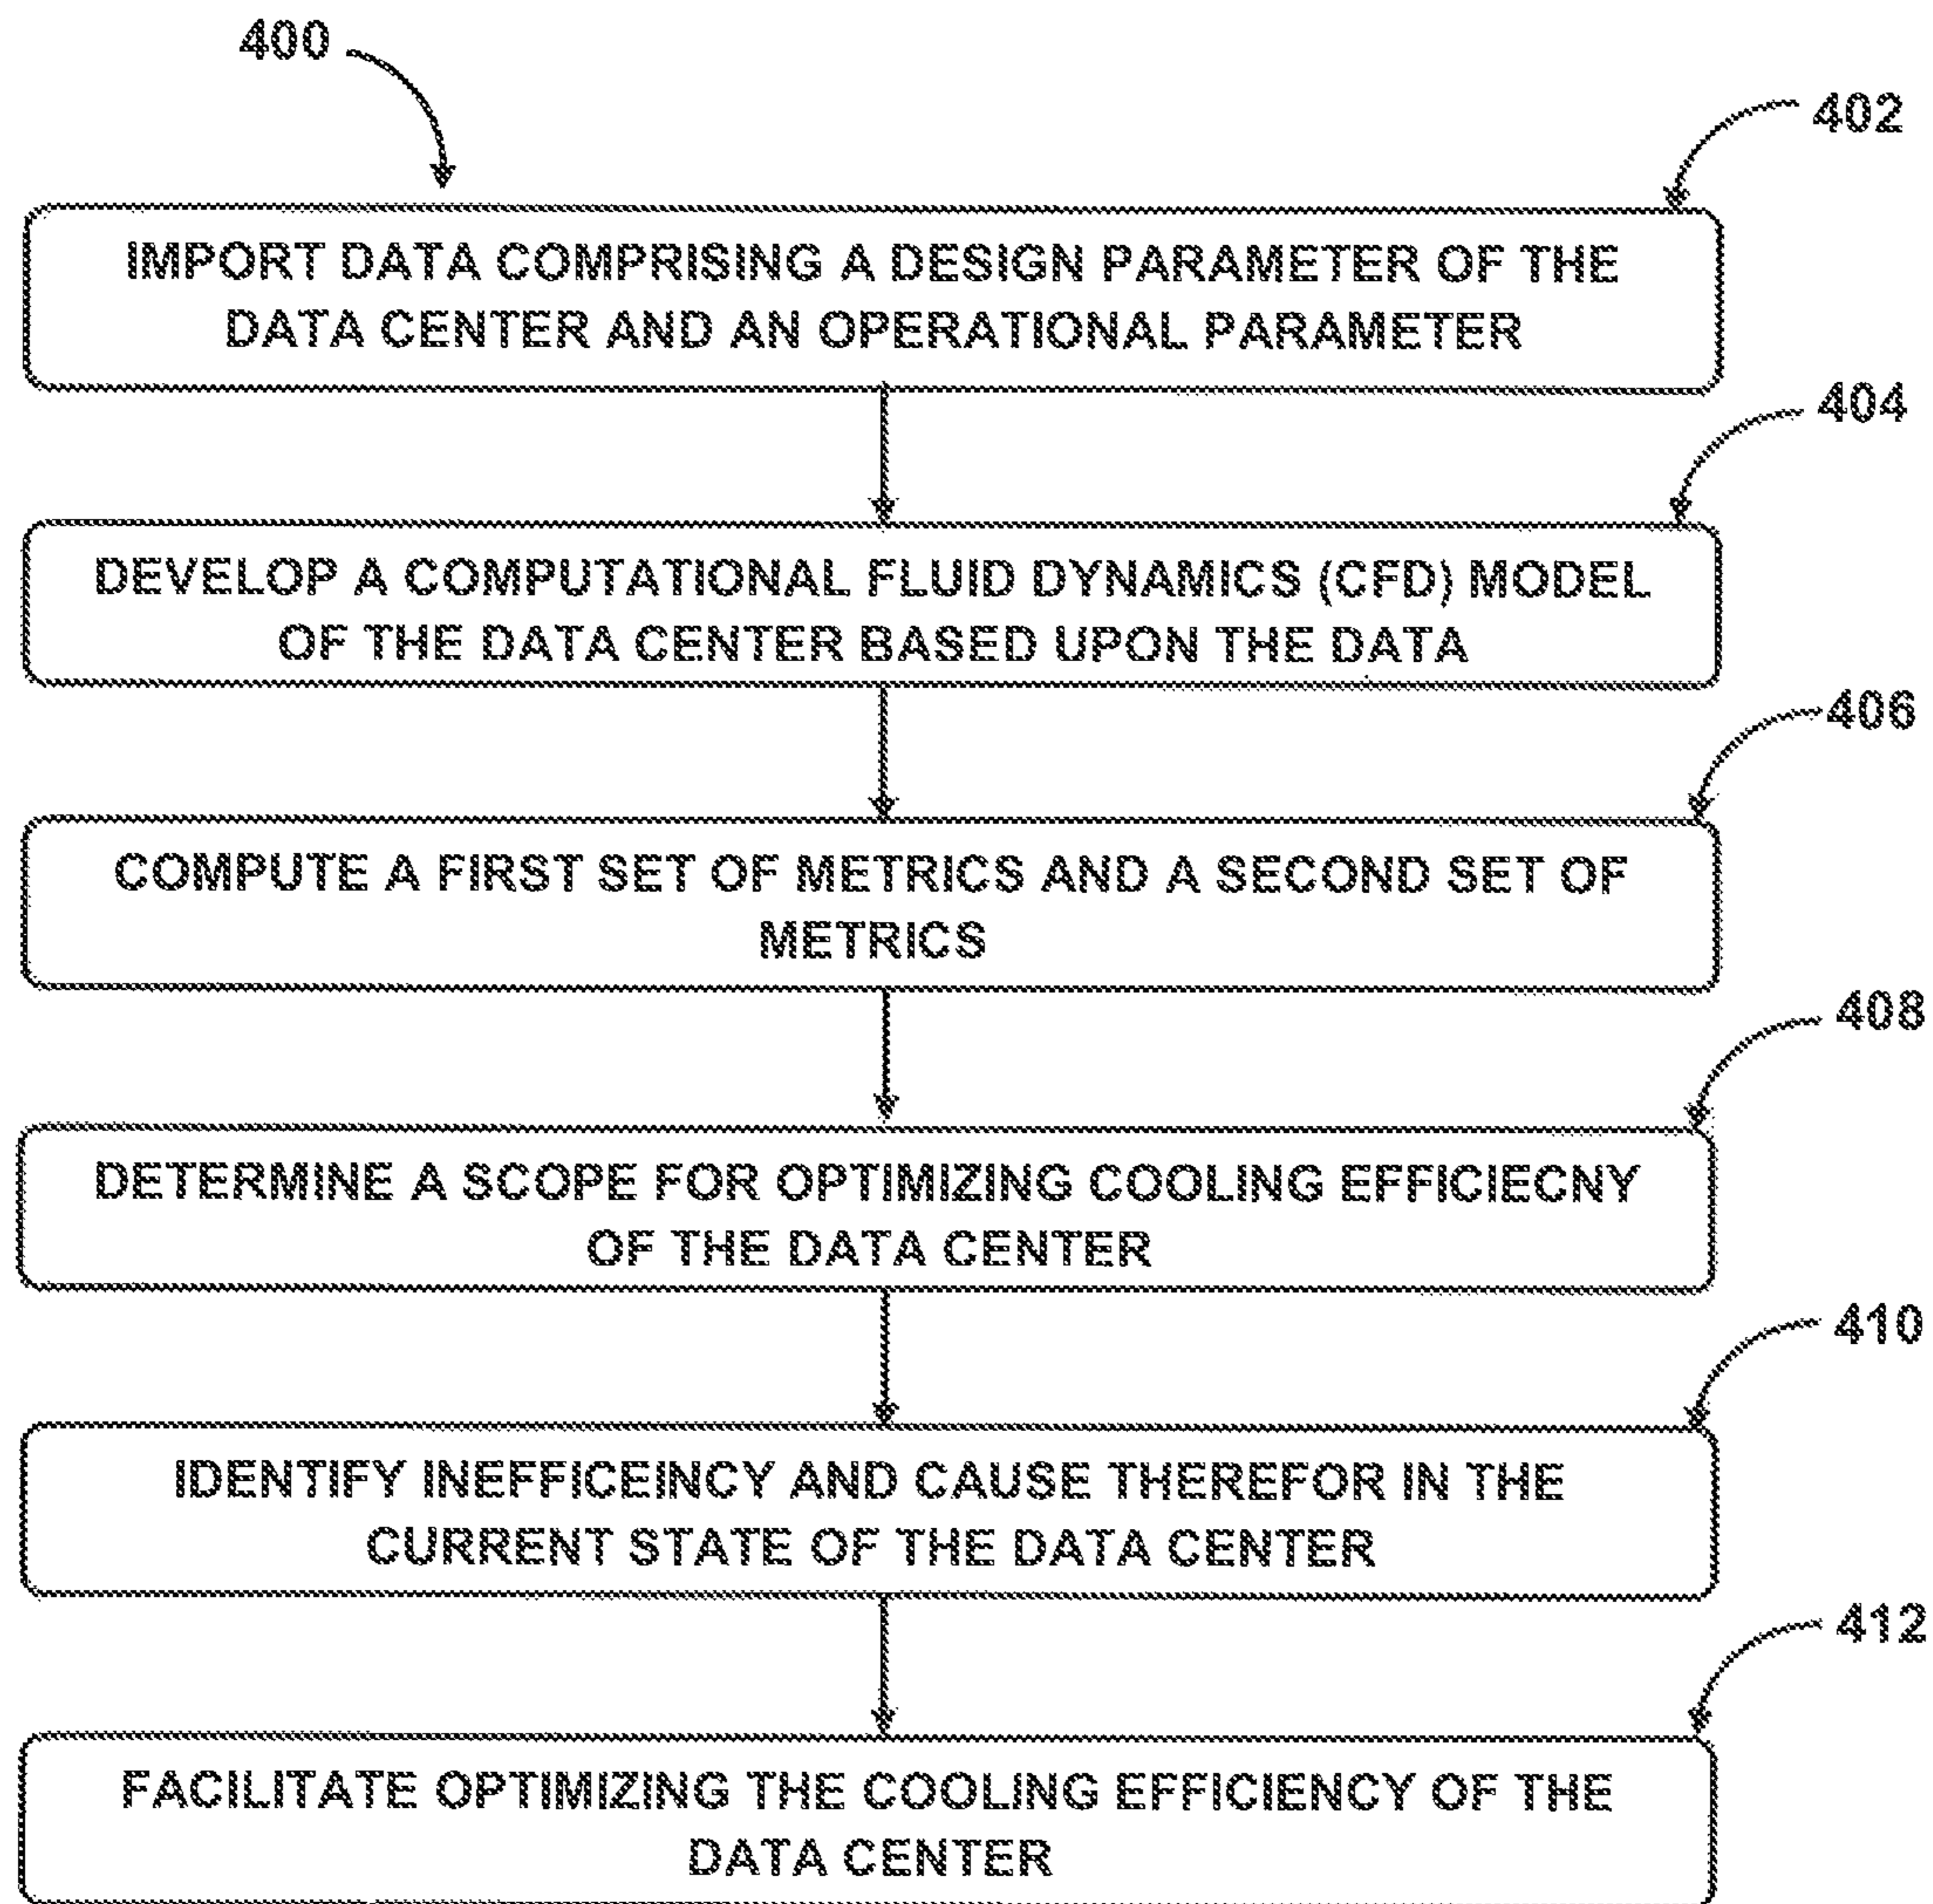 400
402
IMPORT DATA COMPRISING A DESIGN PARAMETER OF THE
DATA CENTER AND AN OPERATIONAL PARAMETER
404
DEVELOP A COMPUTATIONAL FLUID DYNAMICS (CFD) MODEL
OF THE DATA CENTER BASED UPON THE DATA
406
COMPUTE A FIRST SET OF METRICS AND A SECOND SET OF
METRICS
408
DETERMINE A SCOPE FOR OPTIMIZING COOLING EFFICIECNY
OF THE DATA CENTER
410
IDENTIFY INEFFICEINCY AND CAUSE THEREFOR IN THE
CURRENT STATE OF THE DATA CENTER
412
FACILITATE OPTIMIZING THE COOLING EFFICIENCY OF THE
DATA CENTER